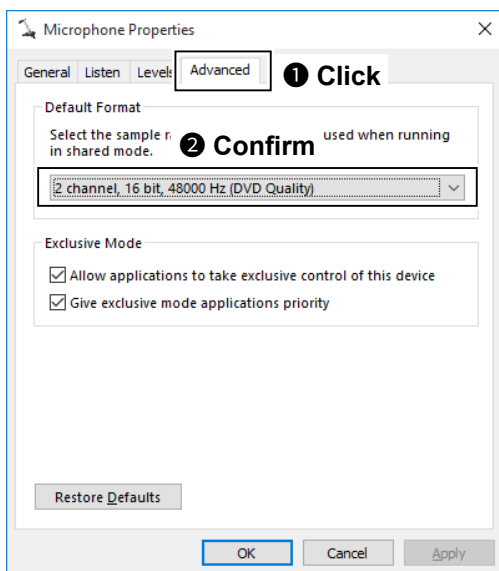 Microphone Properties
General Listen Levels Advanced
❶ Click
Default Format
Select the sample r
used when running
in shared mode.
❷ Confirm
2 channel, 16 bit, 48000 Hz (DVD Quality)
Exclusive Mode
Allow applications to take exclusive control of this device
Give exclusive mode applications priority
Restore Defaults
OK Cancel Apply